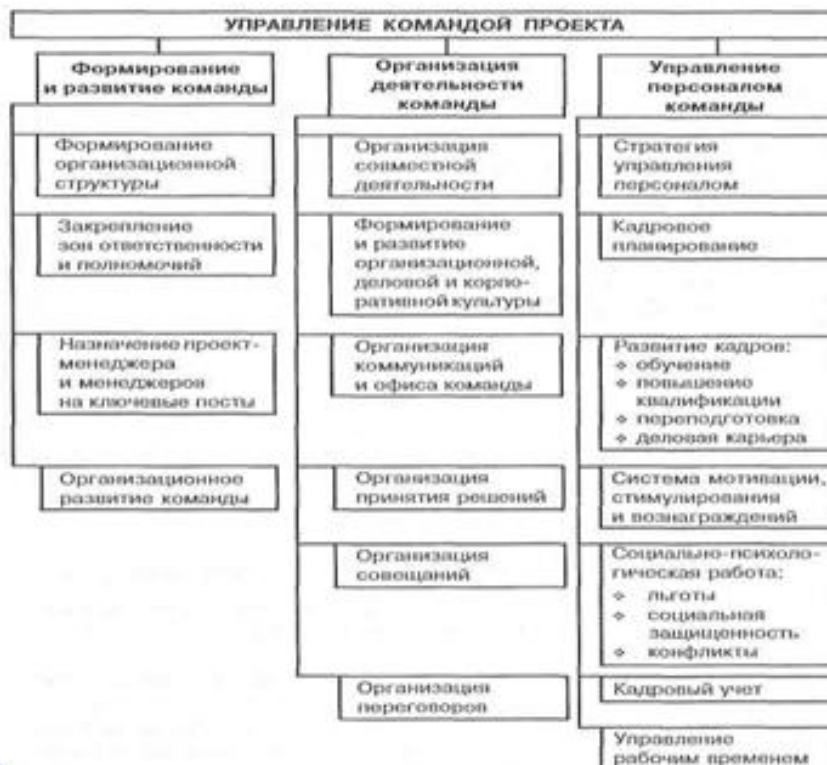 УПРАВЛЕНИЕ КОМАНДОЙ ПРОЕКТА
Формирование
и развитие команды
Формирование
организационной
структуры
Закрепление
зон ответственности
и полномочий
Назначение проект-
менеджера
и менеджеров
на ключевые посты
Организационное
развитие команды
Организация
деятельности
команды
Организация
совместной
деятельности
Формирование
и развитие
организационной,
деловой и корпо-
ративной культуры
Организация
коммуникаций
и офиса команды
Организация
принятия решений
Организация
совещаний
Организация
переговоров
Управление
персоналом
команды
Стратегия
управления
персоналом
Кадровое
планирование
Развитие кадров:
❖ обучение
❖ повышение
квалификации
❖ переподготовка
❖ деловая карьера
Система мотивации,
стимулирования
и вознаграждений
Социально-психоло-
гическая работа:
❖ льготы
❖ социальная
защищенность
❖ конфликты
Кадровый учет
Управление
рабочим временем